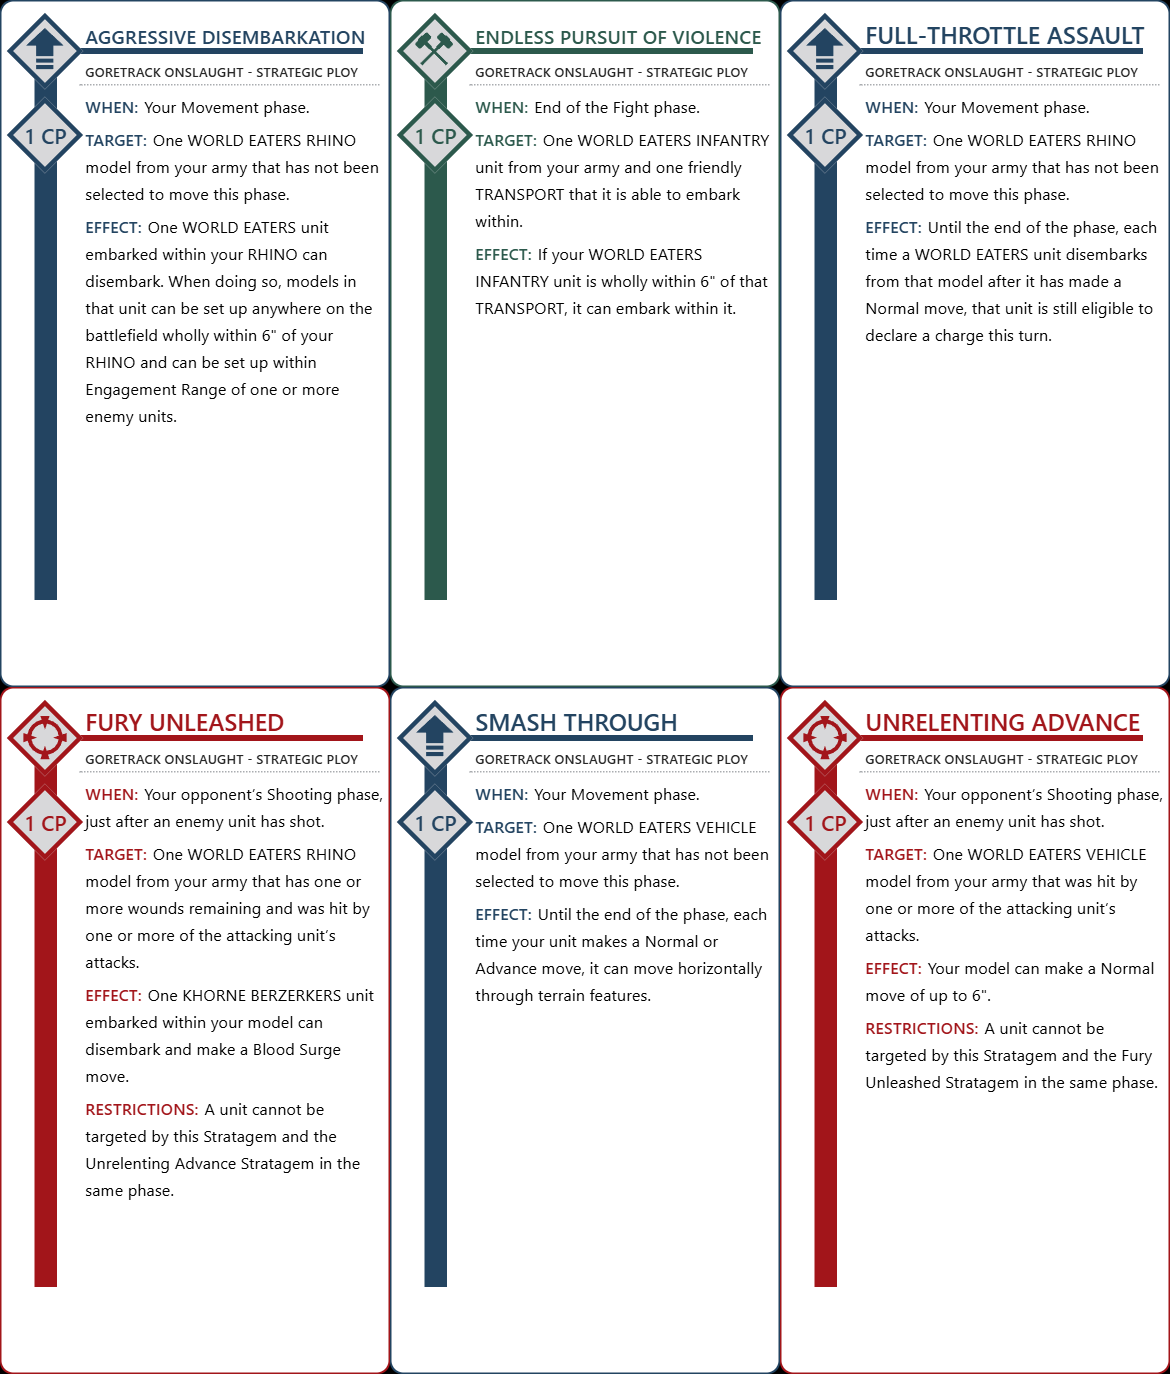 AGGRESSIVE DISEMBARKATION
GORETRACK ONSLAUGHT - STRATEGIC PLOY
WHEN: Your Movement phase.
1 CP
TARGET: One WORLD EATERS RHINO
model from your army that has not been
selected to move this phase.
EFFECT: One WORLD EATERS unit
embarked within your RHINO can
disembark. When doing so, models in
that unit can be set up anywhere on the
battlefield wholly within 6" of your
RHINO and can be set up within
Engagement Range of one or more
enemy units.
ENDLESS PURSUIT OF VIOLENCE
GORETRACK ONSLAUGHT - STRATEGIC PLOY
WHEN: End of the Fight phase.
1 CP
TARGET: One WORLD EATERS INFANTRY
unit from your army and one friendly
TRANSPORT that it is able to embark
within.
EFFECT: If your WORLD EATERS
INFANTRY unit is wholly within 6" of that
TRANSPORT, it can embark within it.
FULL-THROTTLE ASSAULT
GORETRACK ONSLAUGHT - STRATEGIC PLOY
WHEN: Your Movement phase.
1 CP
TARGET: One WORLD EATERS RHINO
model from your army that has not been
selected to move this phase.
EFFECT: Until the end of the phase, each
time a WORLD EATERS unit disembarks
from that model after it has made a
Normal move, that unit is still eligible to
declare a charge this turn.
FURY UNLEASHED
GORETRACK ONSLAUGHT - STRATEGIC PLOY
WHEN: Your opponent's Shooting phase,
1 CP
just after an enemy unit has shot.
TARGET: One WORLD EATERS RHINO
model from your army that has one or
more wounds remaining and was hit by
one or more of the attacking unit's
attacks.
EFFECT: One KHORNE BERZERKERS unit
embarked within your model can
disembark and make a Blood Surge
move.
RESTRICTIONS: A unit cannot be
targeted by this Stratagem and the
Unrelenting Advance Stratagem in the
same phase.
SMASH THROUGH
GORETRACK ONSLAUGHT - STRATEGIC PLOY
WHEN: Your Movement phase.
1 CP
TARGET: One WORLD EATERS VEHICLE
model from your army that has not been
selected to move this phase.
EFFECT: Until the end of the phase, each
time your unit makes a Normal or
Advance move, it can move horizontally
through terrain features.
UNRELENTING ADVANCE
GORETRACK ONSLAUGHT - STRATEGIC PLOY
WHEN: Your opponent's Shooting phase,
1 CP
just after an enemy unit has shot.
TARGET: One WORLD EATERS VEHICLE
model from your army that was hit by
one or more of the attacking unit's
attacks.
EFFECT: Your model can make a Normal
move of up to 6".
RESTRICTIONS: A unit cannot be
targeted by this Stratagem and the Fury
Unleashed Stratagem in the same phase.